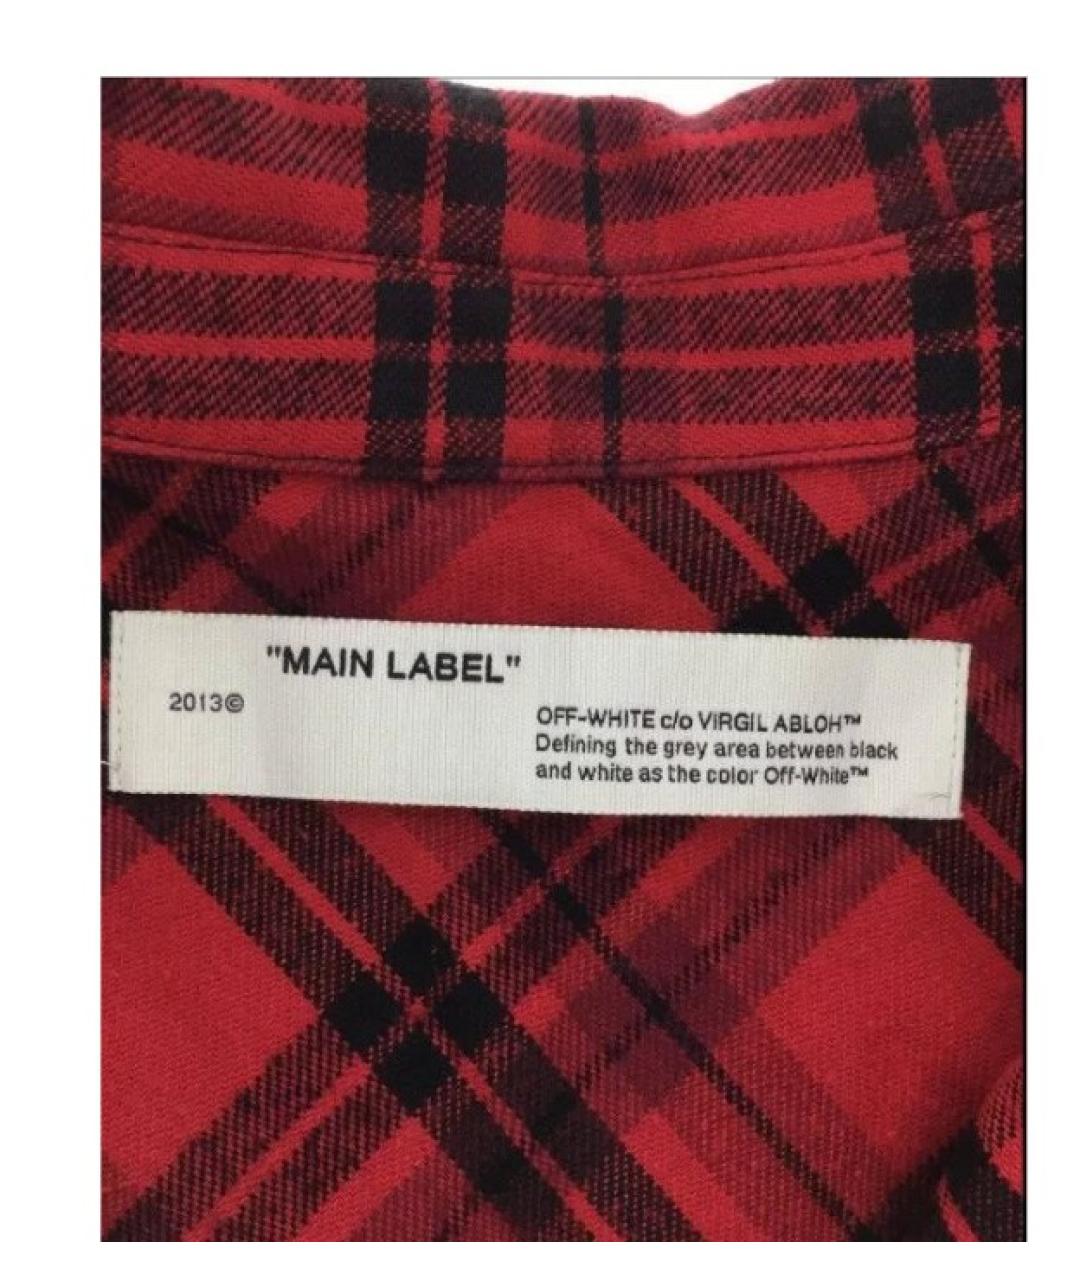 "MAIN LABEL"
2013©
OFF-WHITE c/o VIRGIL ABLOH™
Defining the grey area between black
and white as the color Off-White™